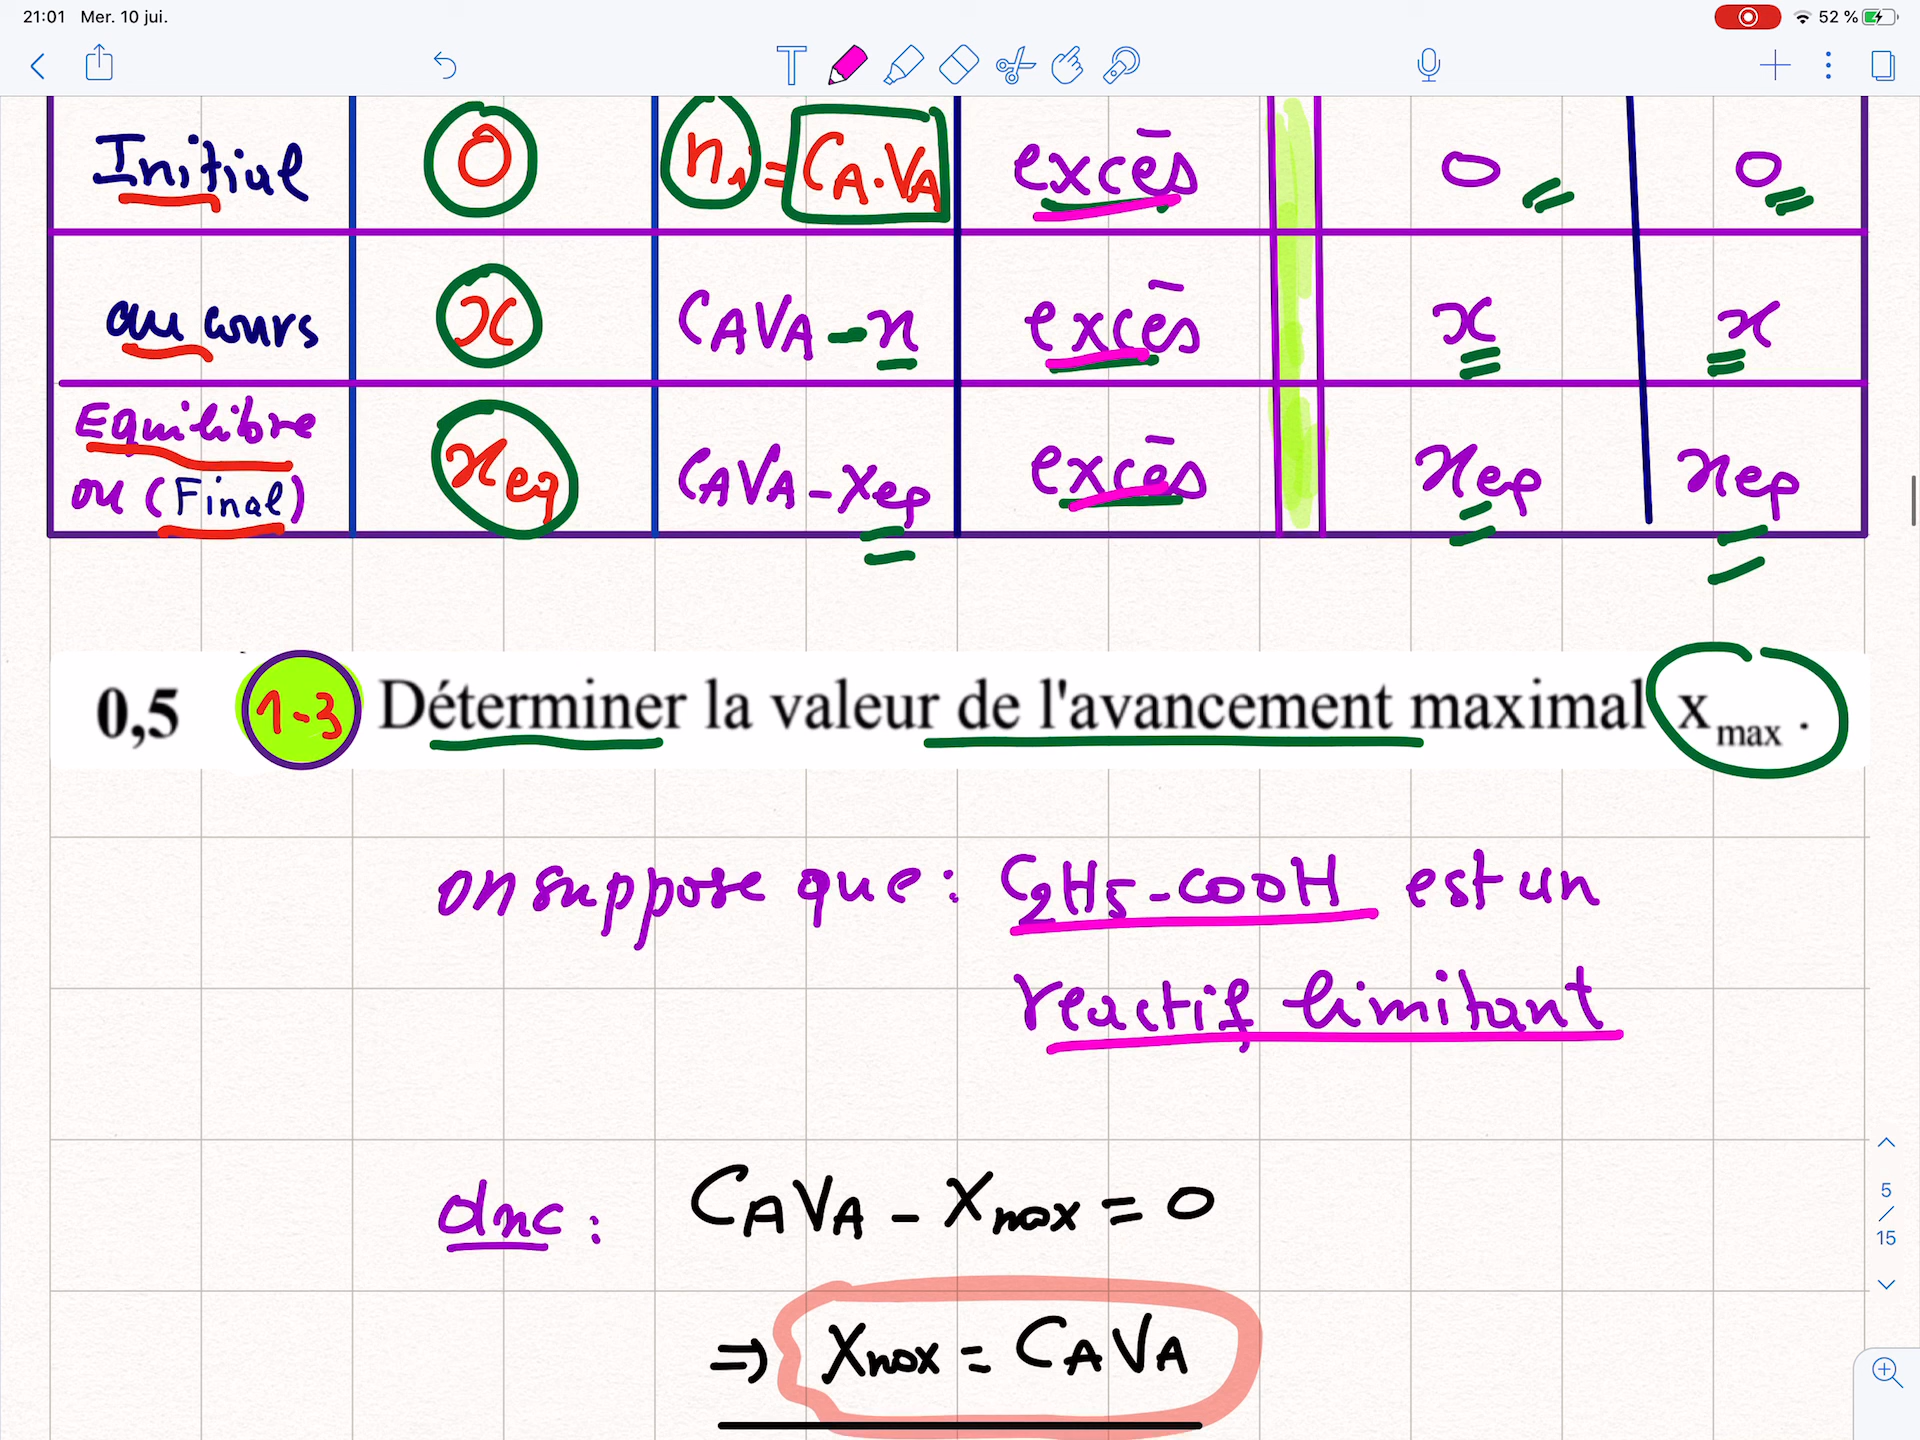 21:01 Mer. 10 jui. 52 %
Initial 0 n1 = CA.VA excès 0 0
au cours x CAVA - x excès x x
Equilibre
ou (Final) xeq CAVA - xeq excès xeq xeq
0,5 1-3 Déterminer la valeur de l'avancement maximal xmax .
on suppose que : C2H5-COOH est un
reactif limitant
dnc : CAVA - Xmax = 0
5
/
15
⇒ Xmax = CAVA